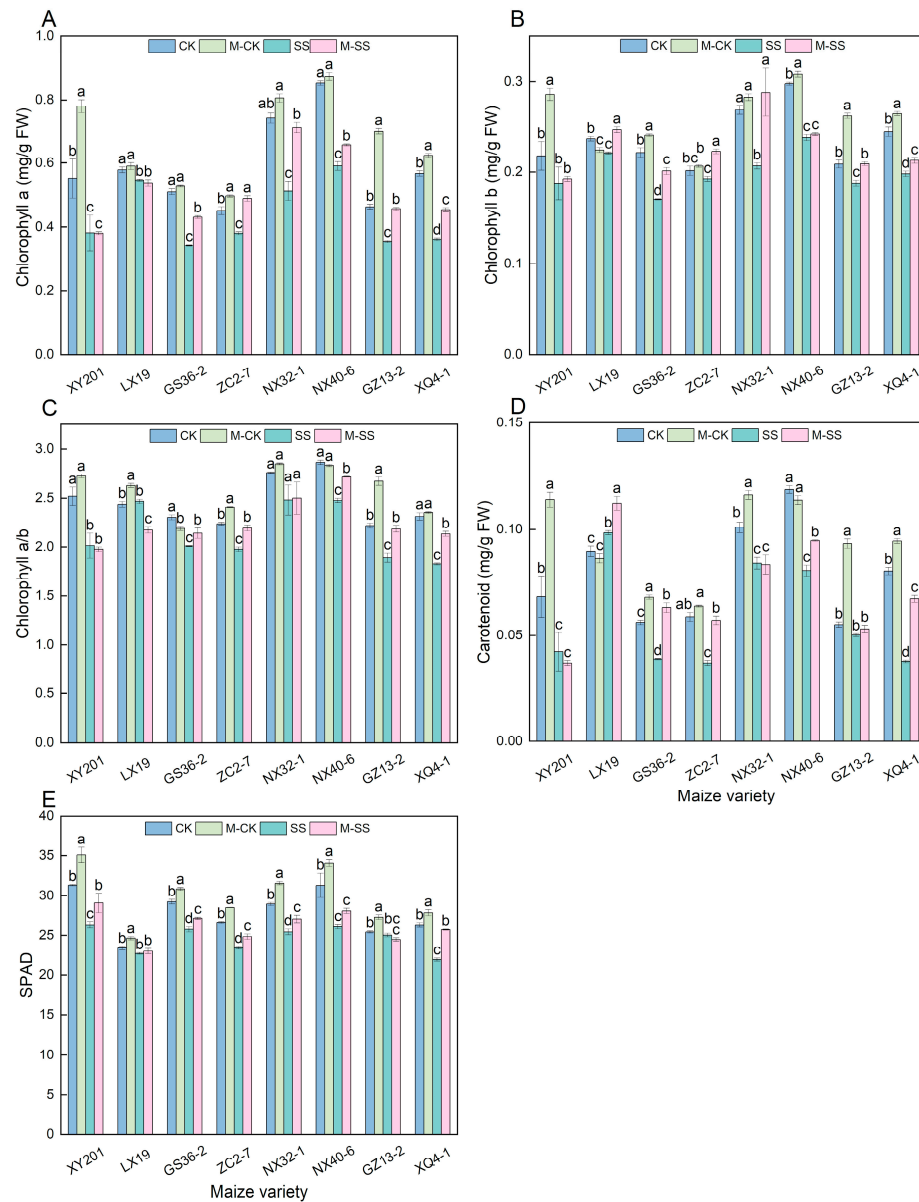 A
CK M-CK SS M-SS
Chlorophyll a (mg/g FW)
1.0
0.8
0.6
0.4
0.2
0.0
b a c c
a a b b
a a c b
b a c a
ab a c b
a a c b
b a c b
b a d c
XY201 LX19 GS36-2 ZC2-7 NX32-1 NX40-6 GZ13-2 XQ4-1
B
CK M-CK SS M-SS
Chlorophyll b (mg/g FW)
0.3
0.2
0.1
0.0
b a b b
b c c a
b a d c
bc b c a
a a b a
b a c c
b a c b
b a d c
XY201 LX19 GS36-2 ZC2-7 NX32-1 NX40-6 GZ13-2 XQ4-1
C
CK M-CK SS M-SS
Chlorophyll a/b
3.0
2.5
2.0
1.5
1.0
0.5
0.0
a a b b
b a b c
a b c b
b a c b
a a a a
a a c b
b a c b
a a c b
XY201 LX19 GS36-2 ZC2-7 NX32-1 NX40-6 GZ13-2 XQ4-1
D
CK M-CK SS M-SS
Carotenoid (mg/g FW)
0.15
0.10
0.05
0.00
b a c c
c c b a
c a d b
ab a c b
b a c c
a a c b
b a b b
b a d c
XY201 LX19 GS36-2 ZC2-7 NX32-1 NX40-6 GZ13-2 XQ4-1
Maize variety
E
CK M-CK SS M-SS
SPAD
40
35
30
25
20
15
10
5
0
b a c b
b a b b
b a d c
b a d c
b a d c
b a c b
b a bc c
b a c b
XY201 LX19 GS36-2 ZC2-7 NX32-1 NX40-6 GZ13-2 XQ4-1
Maize variety